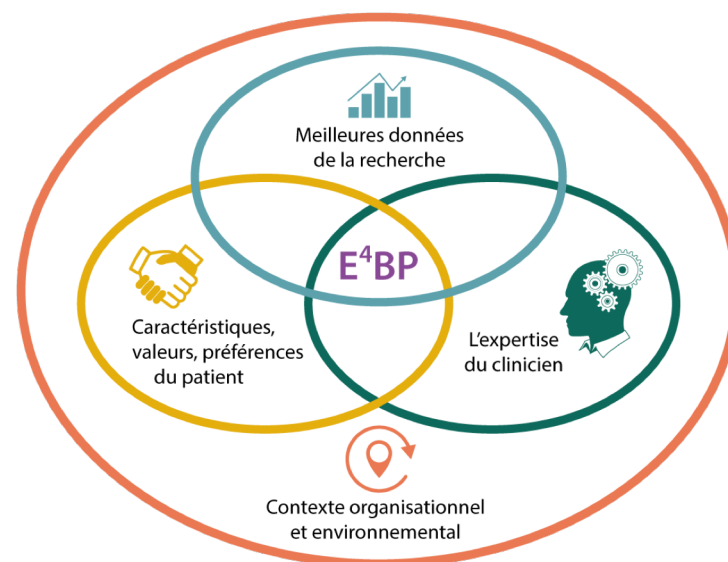 Meilleures données
de la recherche
E⁴BP
Caractéristiques,
valeurs, préférences
du patient
L'expertise
du clinicien
Contexte organisationnel
et environnemental